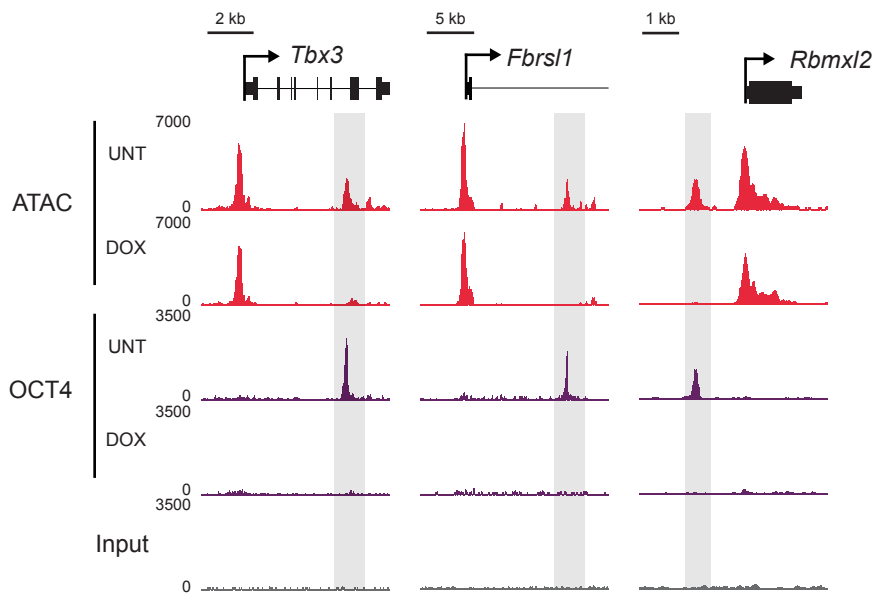 2 kb
5 kb
1 kb
Tbx3
Fbrsl1
Rbmxl2
7000
UNT
ATAC
0
7000
DOX
0
3500
UNT
OCT4
0
3500
DOX
0
3500
Input
0